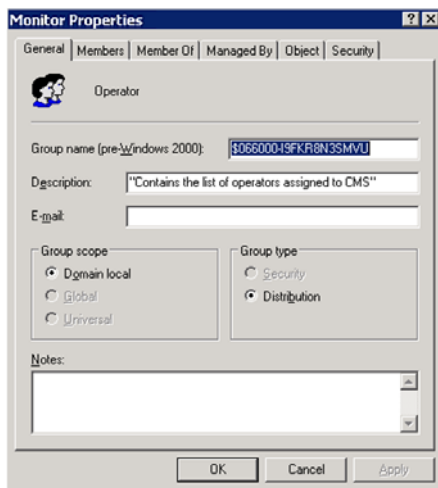 Monitor Properties
General Members Member Of Managed By Object Security
Operator
Group name (pre-Windows 2000): $066000-I9FKR8N3SMVU
Description: "Contains the list of operators assigned to CMS"
E-mail:
Group scope
Domain local
Global
Universal
Group type
Security
Distribution
Notes:
OK Cancel Apply